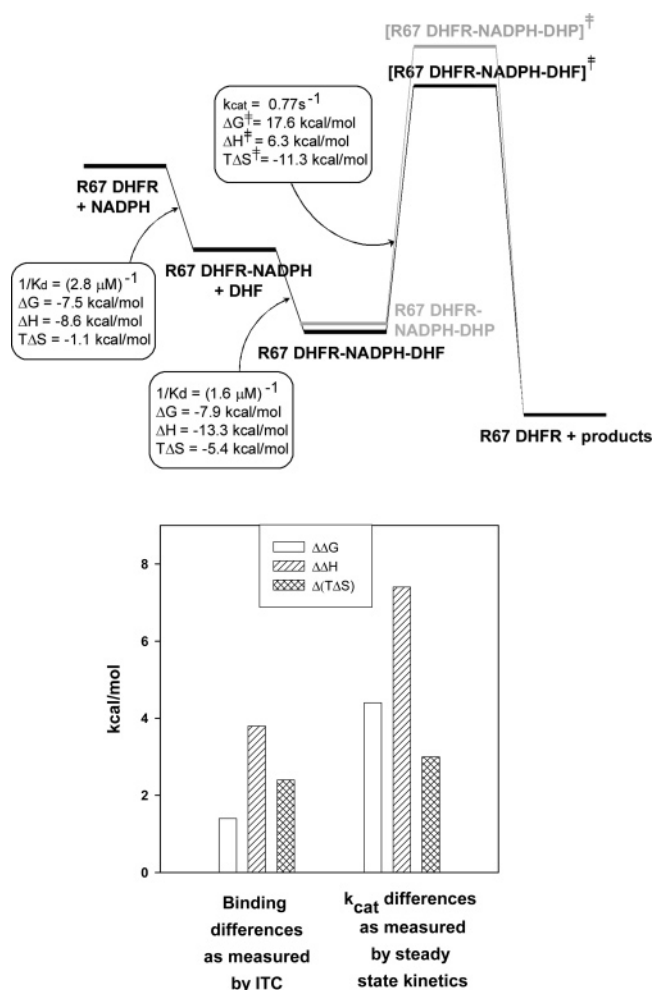 [R67 DHFR-NADPH-DHP]‡
[R67 DHFR-NADPH-DHF]‡
kcat = 0.77s-1
ΔG‡= 17.6 kcal/mol
ΔH‡= 6.3 kcal/mol
TΔS‡= -11.3 kcal/mol
R67 DHFR
+ NADPH
R67 DHFR-NADPH
+ DHF
1/Kd = (2.8 μM)-1
ΔG = -7.5 kcal/mol
ΔH = -8.6 kcal/mol
TΔS = -1.1 kcal/mol
R67 DHFR-
NADPH-DHP
R67 DHFR-NADPH-DHF
1/Kd = (1.6 μM)-1
ΔG = -7.9 kcal/mol
ΔH = -13.3 kcal/mol
TΔS = -5.4 kcal/mol
R67 DHFR + products
ΔΔG
ΔΔH
Δ(TΔS)
8
6
4
2
0
kcal/mol
Binding
differences
as measured
by ITC
kcat differences
as measured
by steady
state kinetics